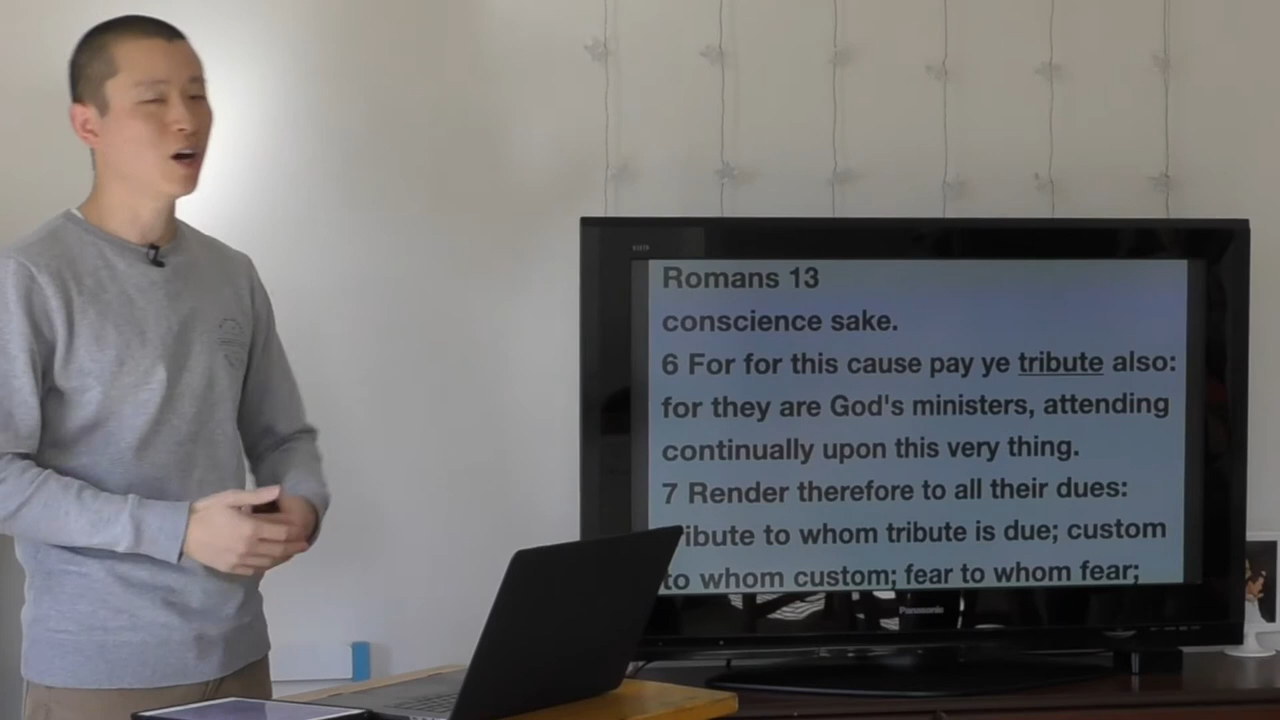 Romans 13
conscience sake.
6 For for this cause pay ye tribute also:
for they are God's ministers, attending
continually upon this very thing.
7 Render therefore to all their dues:
ribute to whom tribute is due; custom
to whom custom; fear to whom fear;
Panasonic